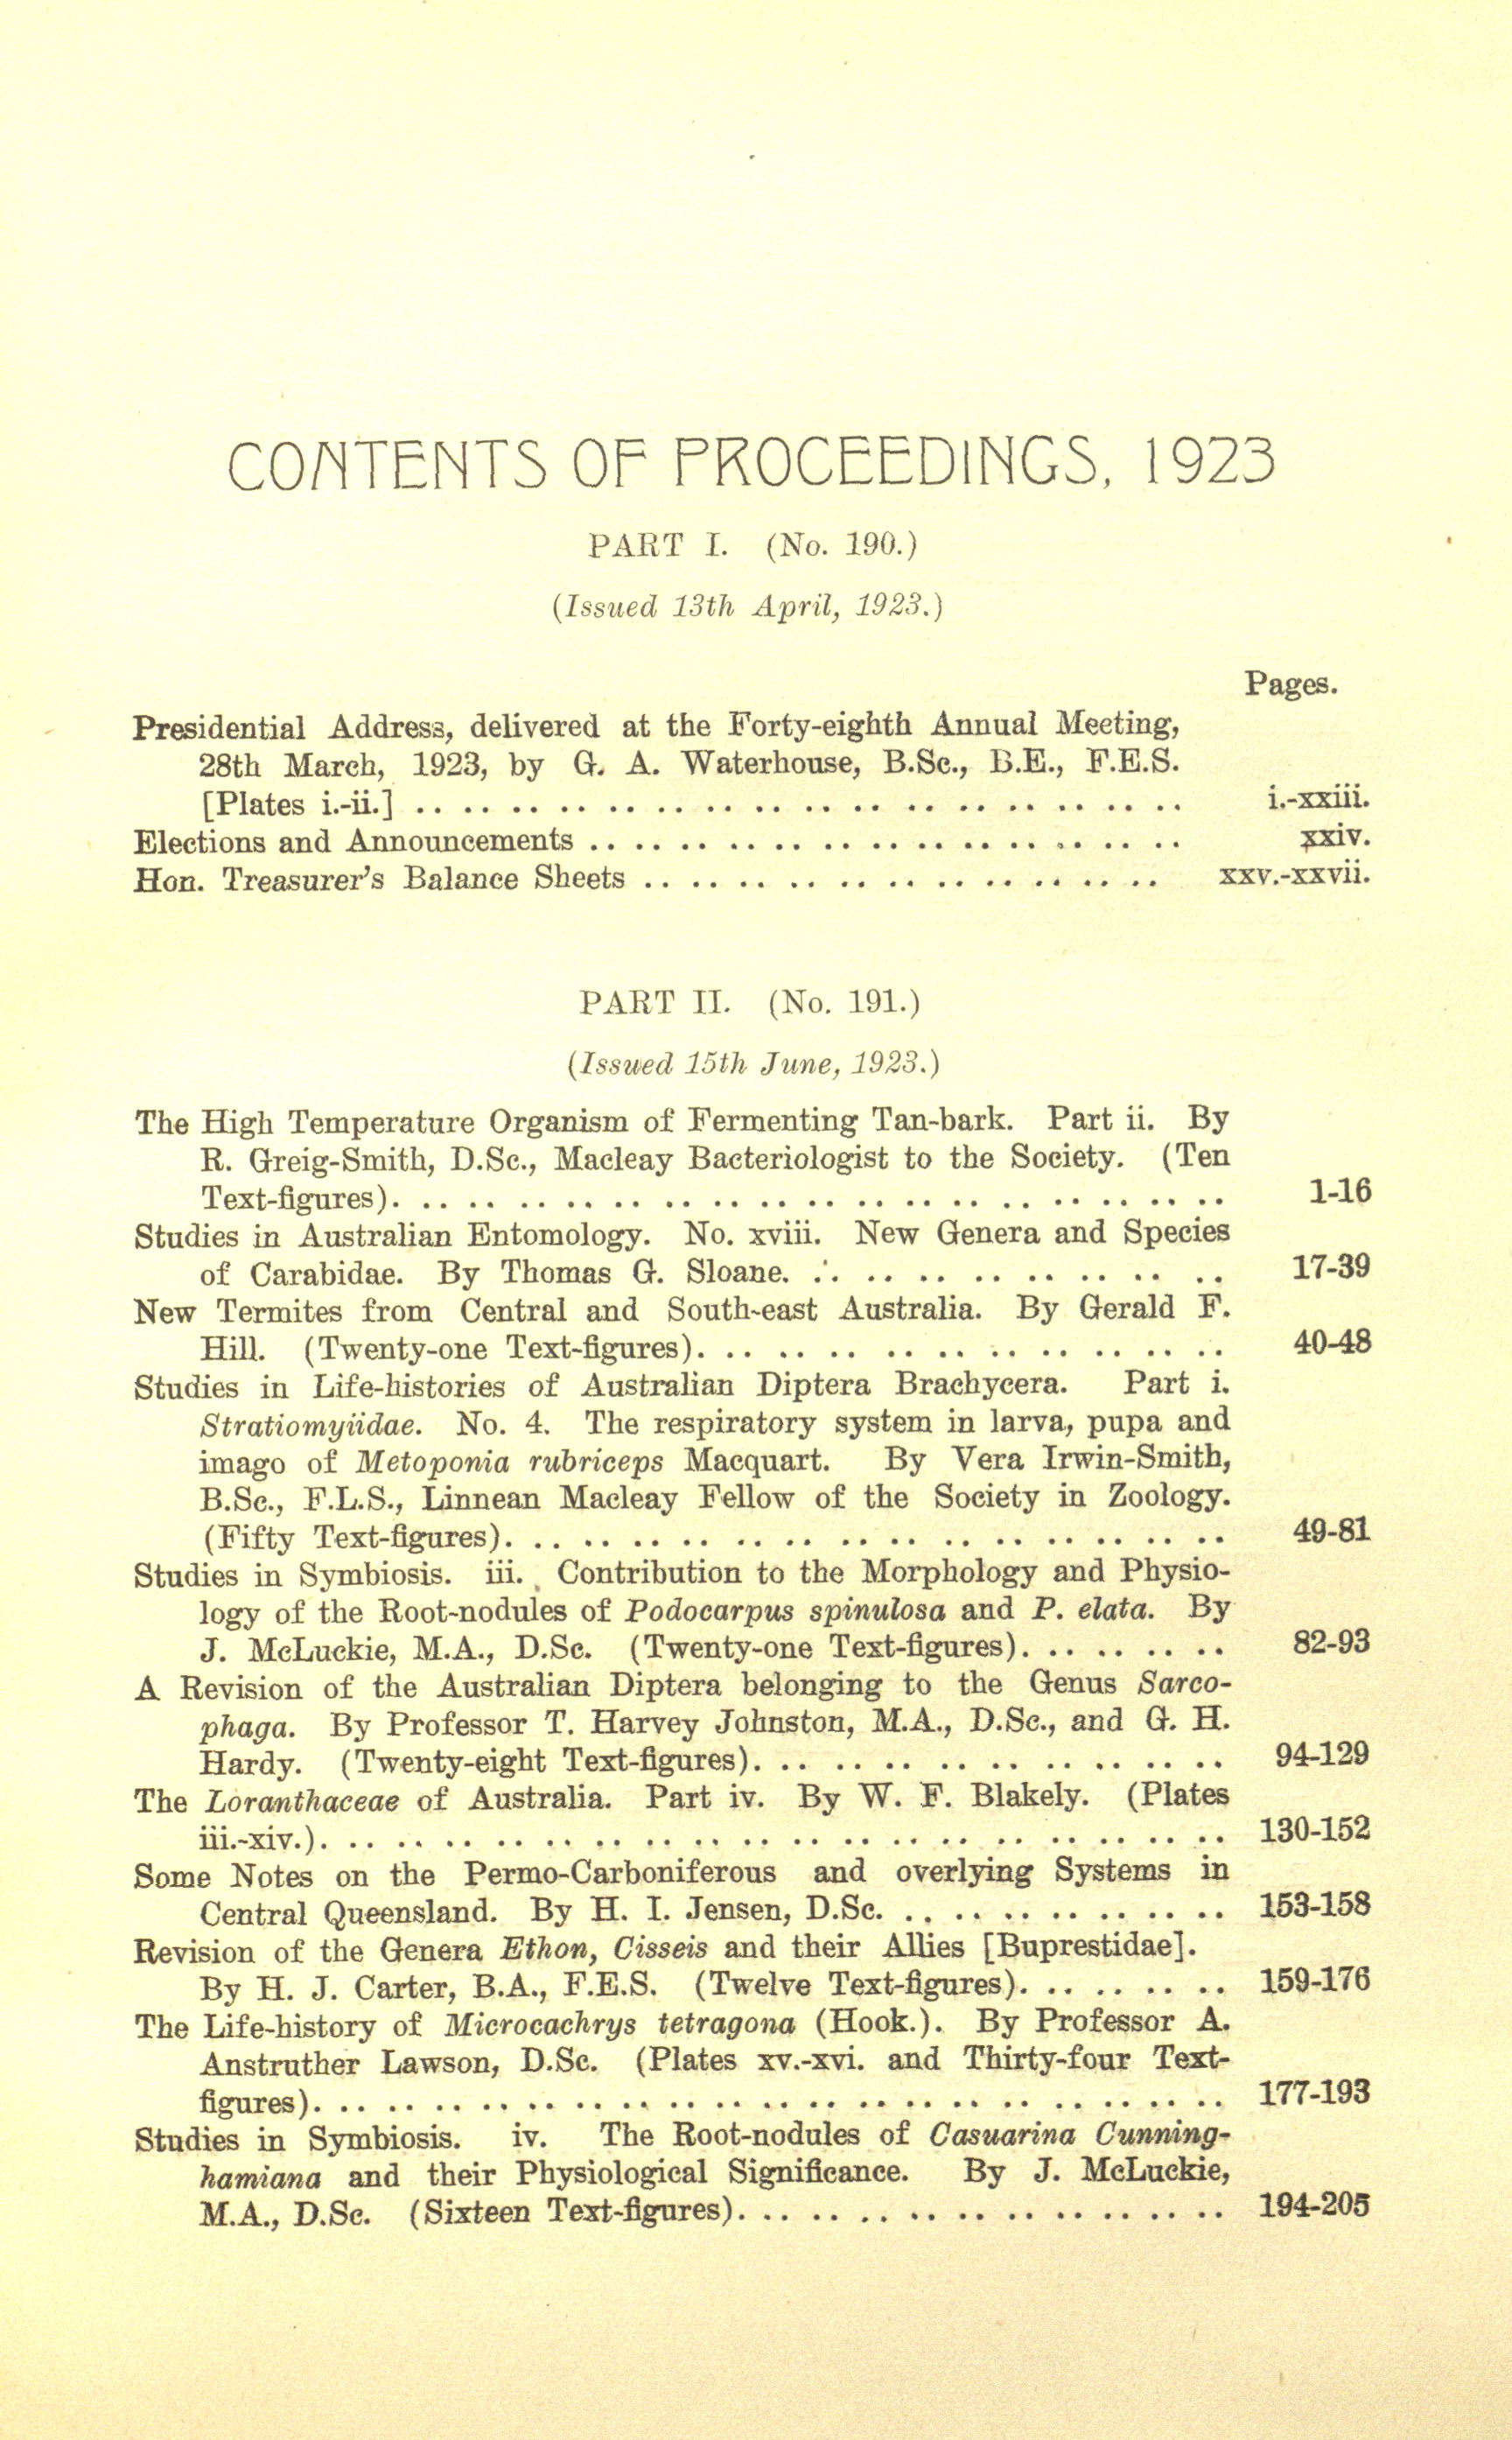 CONTENTS OF PROCEEDINGS, 1923
PART I. (No. 190.)
(Issued 13th April, 1923.)
Pages.
Presidential Address, delivered at the Forty-eighth Annual Meeting,
28th March, 1923, by G. A. Waterhouse, B.Sc., B.E., F.E.S.
[Plates i.-ii.] .. .. .. .. .. .. .. .. .. .. .. .. .. .. .. .. i.-xxiii.
Elections and Announcements .. .. .. .. .. .. .. .. .. .. .. .. .. xxiv.
Hon. Treasurer's Balance Sheets .. .. .. .. .. .. .. .. .. .. .. xxv.-xxvii.
PART II. (No. 191.)
(Issued 15th June, 1923.)
The High Temperature Organism of Fermenting Tan-bark. Part ii. By
R. Greig-Smith, D.Sc., Macleay Bacteriologist to the Society. (Ten
Text-figures). .. .. .. .. .. .. .. .. .. .. .. .. .. .. .. .. .. 1-16
Studies in Australian Entomology. No. xviii. New Genera and Species
of Carabidae. By Thomas G. Sloane. .. .. .. .. .. .. .. .. .. 17-39
New Termites from Central and South-east Australia. By Gerald F.
Hill. (Twenty-one Text-figures). .. .. .. .. .. .. .. .. .. .. 40-48
Studies in Life-histories of Australian Diptera Brachycera. Part i.
Stratiomyiidae. No. 4. The respiratory system in larva, pupa and
imago of Metoponia rubriceps Macquart. By Vera Irwin-Smith,
B.Sc., F.L.S., Linnean Macleay Fellow of the Society in Zoology.
(Fifty Text-figures). .. .. .. .. .. .. .. .. .. .. .. .. .. .. 49-81
Studies in Symbiosis. iii. Contribution to the Morphology and Physio-
logy of the Root-nodules of Podocarpus spinulosa and P. elata. By
J. McLuckie, M.A., D.Sc. (Twenty-one Text-figures). .. .. .. .. 82-93
A Revision of the Australian Diptera belonging to the Genus Sarco-
phaga. By Professor T. Harvey Johnston, M.A., D.Sc., and G. H.
Hardy. (Twenty-eight Text-figures). .. .. .. .. .. .. .. .. .. 94-129
The Loranthaceae of Australia. Part iv. By W. F. Blakely. (Plates
iii.-xiv.). .. .. .. .. .. .. .. .. .. .. .. .. .. .. .. .. .. .. 130-152
Some Notes on the Permo-Carboniferous and overlying Systems in
Central Queensland. By H. I. Jensen, D.Sc. .. .. .. .. .. .. .. 153-158
Revision of the Genera Ethon, Cisseis and their Allies [Buprestidae].
By H. J. Carter, B.A., F.E.S. (Twelve Text-figures). .. .. .. .. 159-176
The Life-history of Microcachrys tetragona (Hook.). By Professor A.
Anstruther Lawson, D.Sc. (Plates xv.-xvi. and Thirty-four Text-
figures). .. .. .. .. .. .. .. .. .. .. .. .. .. .. .. .. .. .. .. 177-193
Studies in Symbiosis. iv. The Root-nodules of Casuarina Cunning-
hamiana and their Physiological Significance. By J. McLuckie,
M.A., D.Sc. (Sixteen Text-figures). .. .. .. .. .. .. .. .. .. .. 194-205